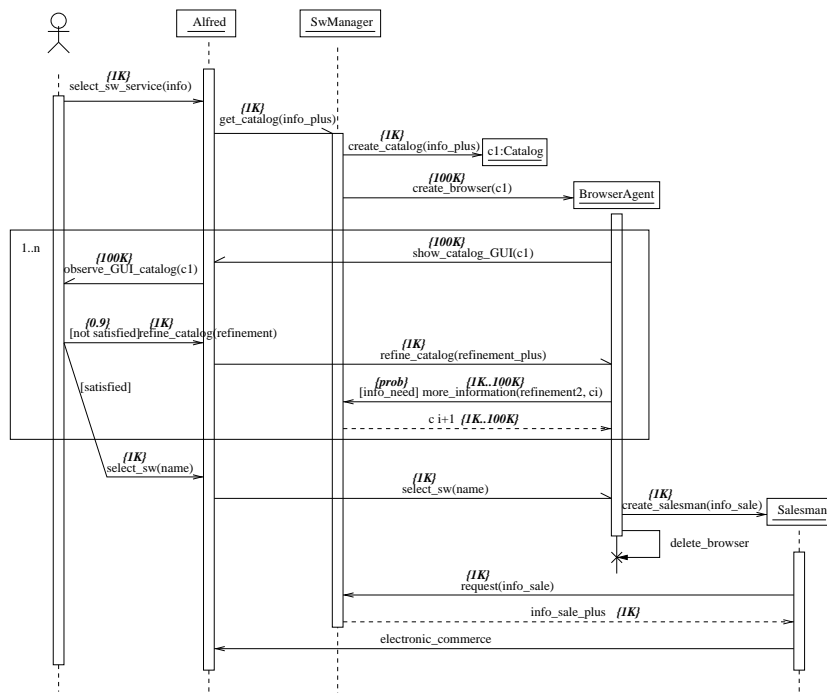 Alfred
SwManager
{1K}
select_sw_service(info)
{1K}
get_catalog(info_plus)
{1K}
create_catalog(info_plus)
c1:Catalog
{100K}
create_browser(c1)
BrowserAgent
1..n
{100K}
show_catalog_GUI(c1)
{100K}
observe_GUI_catalog(c1)
{0.9} {1K}
[not satisfied]refine_catalog(refinement)
{1K}
refine_catalog(refinement_plus)
{prob} {1K..100K}
[satisfied]
[info_need] more_information(refinement2, ci)
c i+1 {1K..100K}
{1K}
select_sw(name)
{1K}
select_sw(name)
{1K}
create_salesman(info_sale)
Salesman
delete_browser
{1K}
request(info_sale)
info_sale_plus {1K}
electronic_commerce